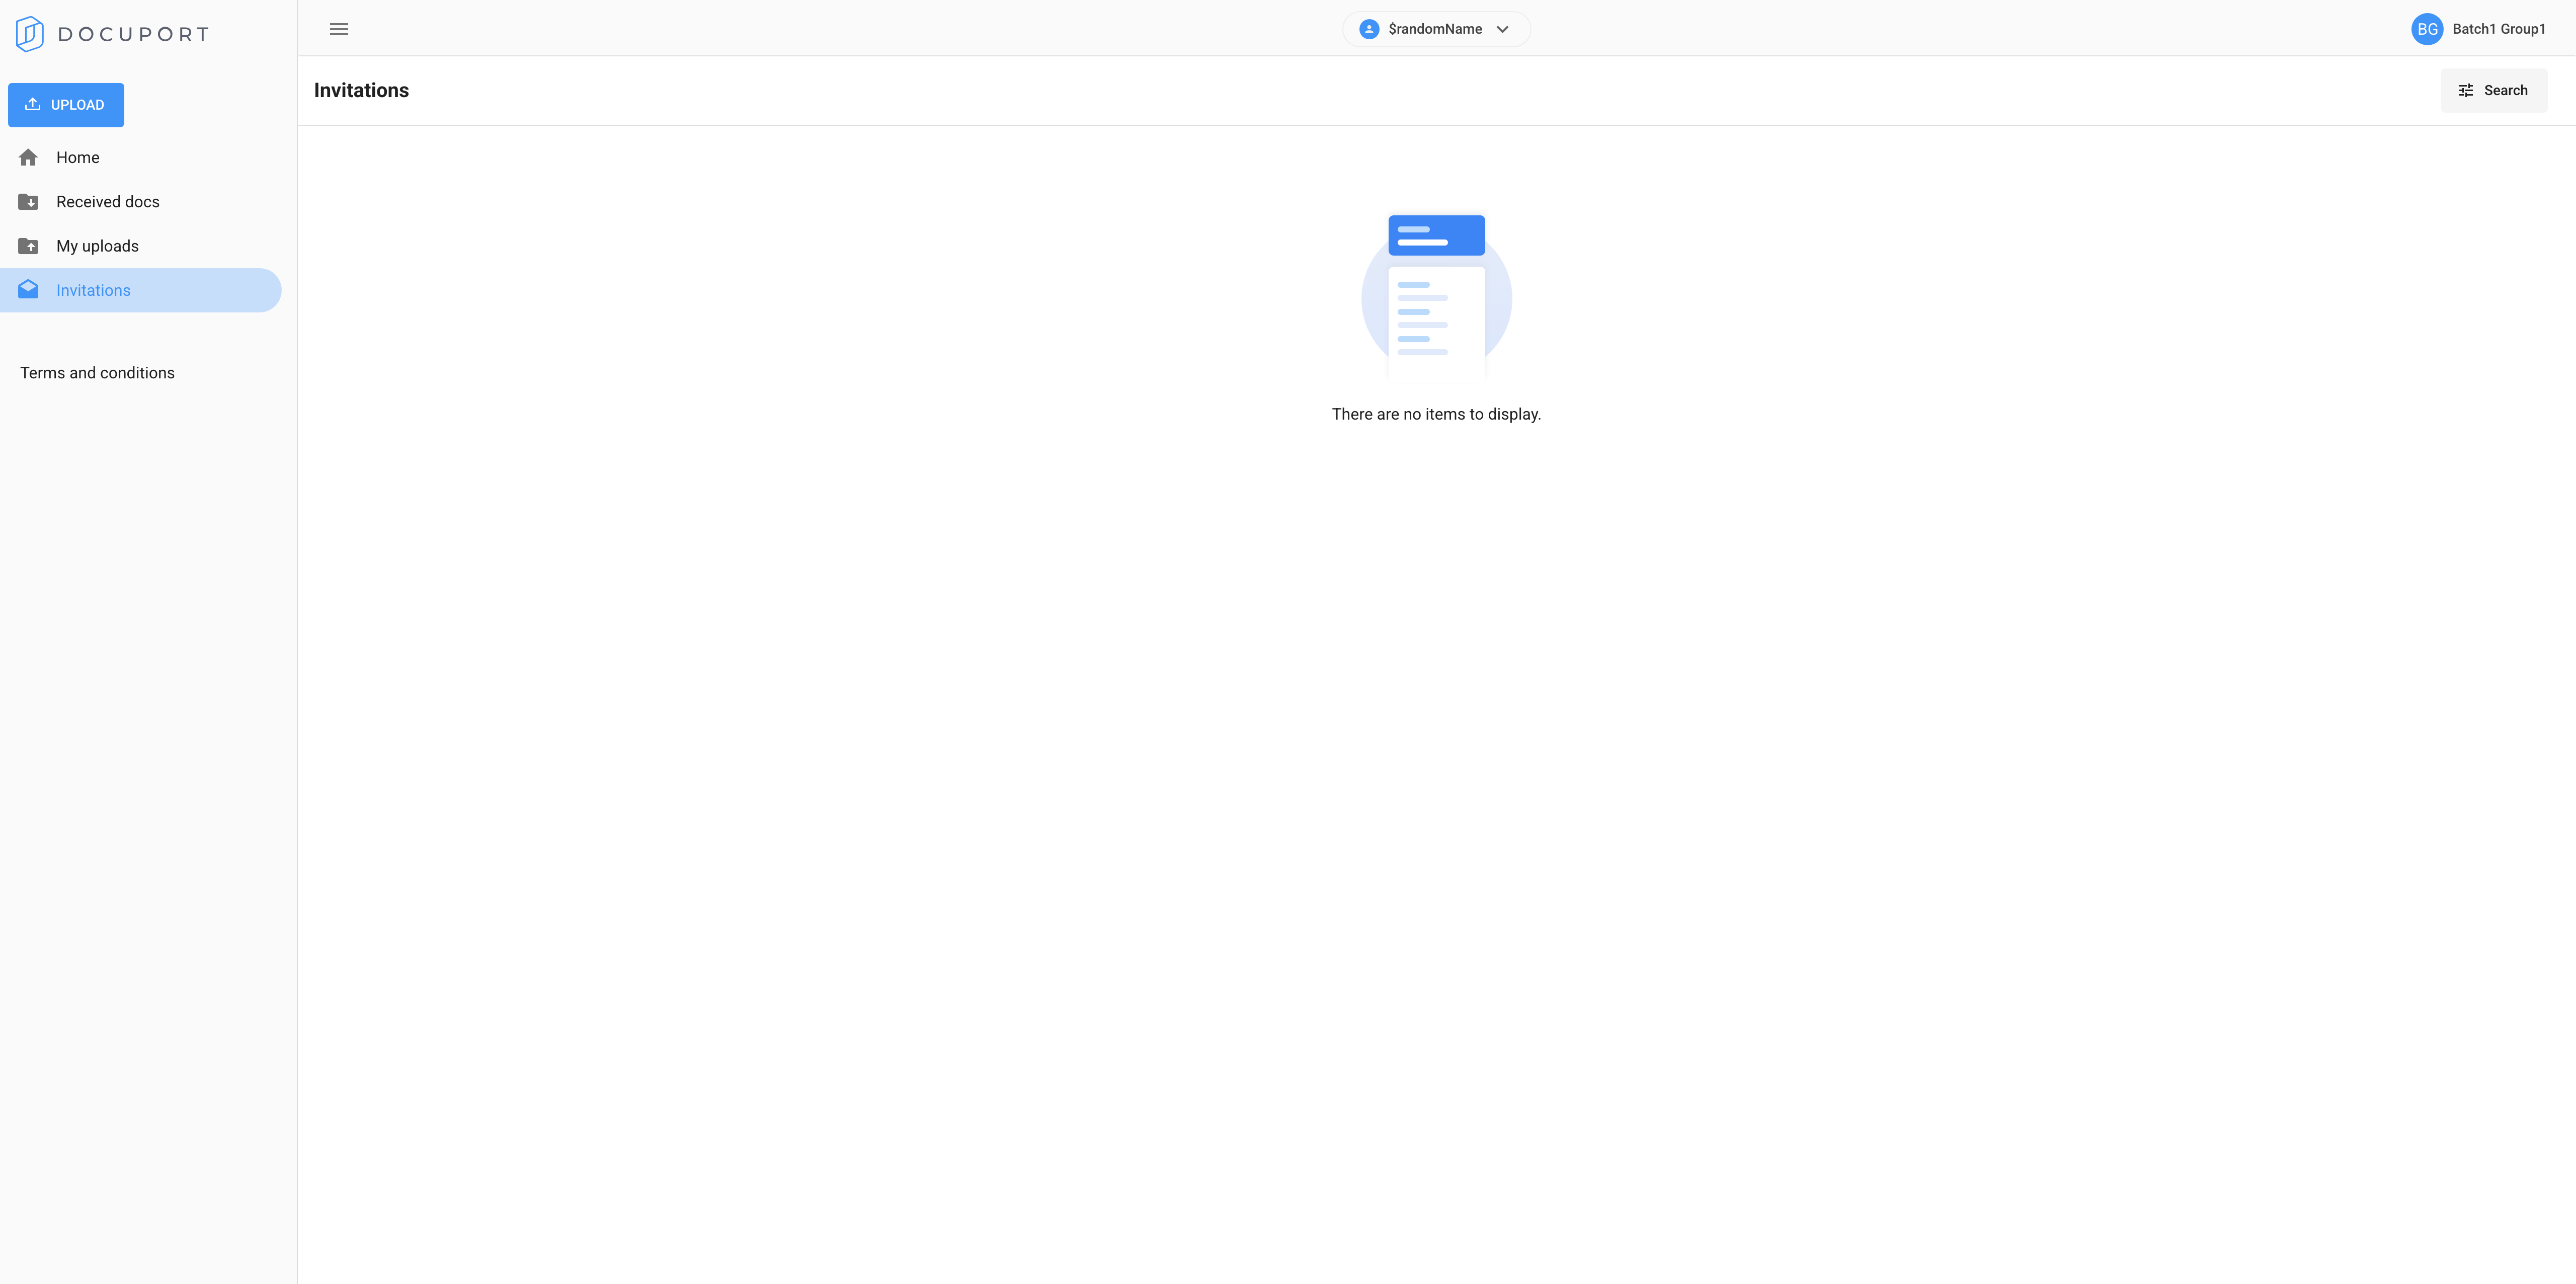 DOCUPORT
UPLOAD
Home
Received docs
My uploads
Invitations
Terms and conditions
$randomName
BG Batch1 Group1
Invitations
Search
There are no items to display.